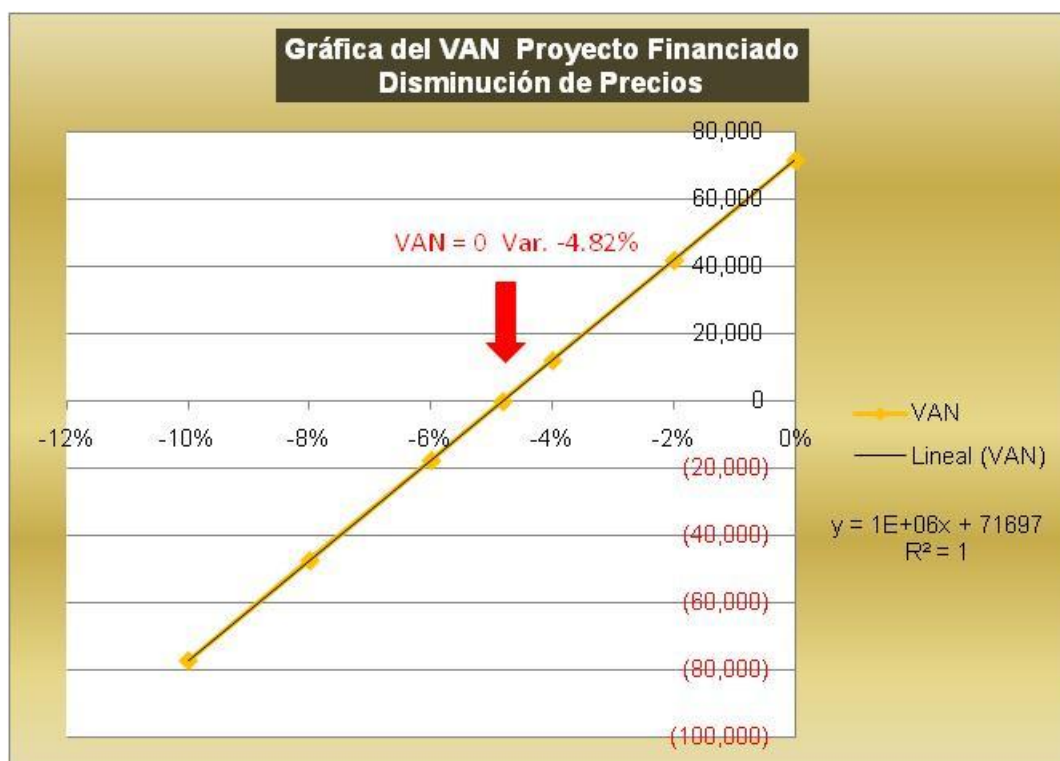 Gráfica del VAN Proyecto Financiado
Disminución de Precios
80,000
60,000
VAN = 0 Var. -4.82%
40,000
20,000
0
-12%
-10%
-8%
-6%
-4%
-2%
0%
VAN
Lineal (VAN)
(20,000)
y = 1E+06x + 71697
R² = 1
(40,000)
(60,000)
(80,000)
(100,000)